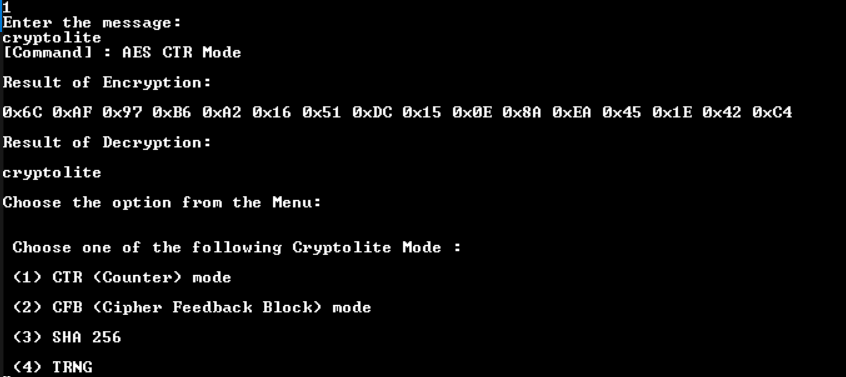 1
Enter the message:
cryptolite
[Command] : AES CTR Mode
Result of Encryption:
0x6C 0xAF 0x97 0xB6 0xA2 0x16 0x51 0xDC 0x15 0x0E 0x8A 0xEA 0x45 0x1E 0x42 0xC4
Result of Decryption:
cryptolite
Choose the option from the Menu:
Choose one of the following Cryptolite Mode :
(1) CTR (Counter) mode
(2) CFB (Cipher Feedback Block) mode
(3) SHA 256
(4) TRNG